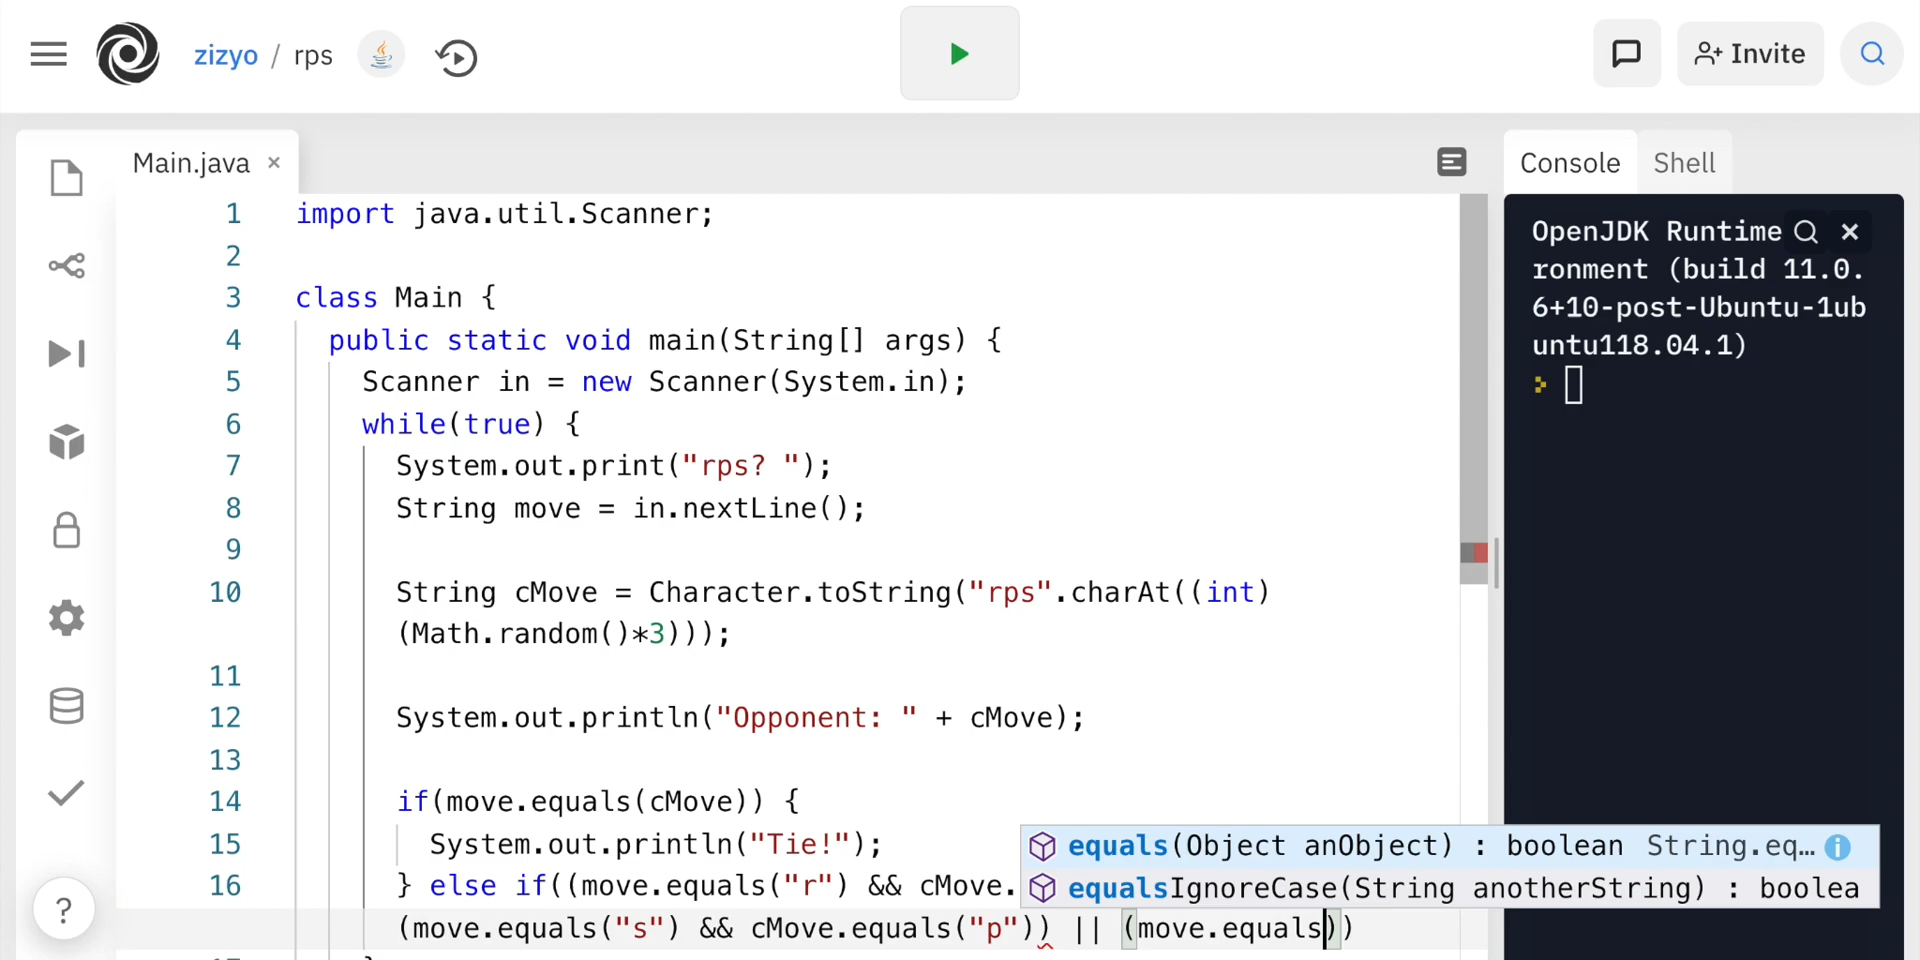 zizyo / rps
Invite
Main.java ×
Console Shell
1 import java.util.Scanner;
2
3 class Main {
4 public static void main(String[] args) {
5 Scanner in = new Scanner(System.in);
6 while(true) {
7 System.out.print("rps? ");
8 String move = in.nextLine();
9
10 String cMove = Character.toString("rps".charAt((int)
(Math.random()*3)));
11
12 System.out.println("Opponent: " + cMove);
13
14 if(move.equals(cMove)) {
15 System.out.println("Tie!");
16 } else if((move.equals("r") && cMove.
(move.equals("s") && cMove.equals("p")) || (move.equals))
equals(Object anObject) : boolean String.eq...
equalsIgnoreCase(String anotherString) : boolea
OpenJDK Runtime
ronment (build 11.0.
6+10-post-Ubuntu-1ub
untu118.04.1)
?